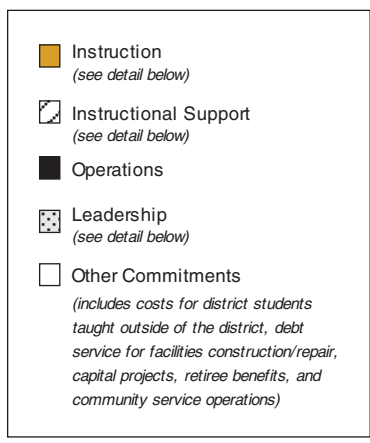 Instruction
(see detail below)
Instructional Support
(see detail below)
Operations
Leadership
(see detail below)
Other Commitments
(includes costs for district students
taught outside of the district, debt
service for facilities construction/repair,
capital projects, retiree benefits, and
community service operations)